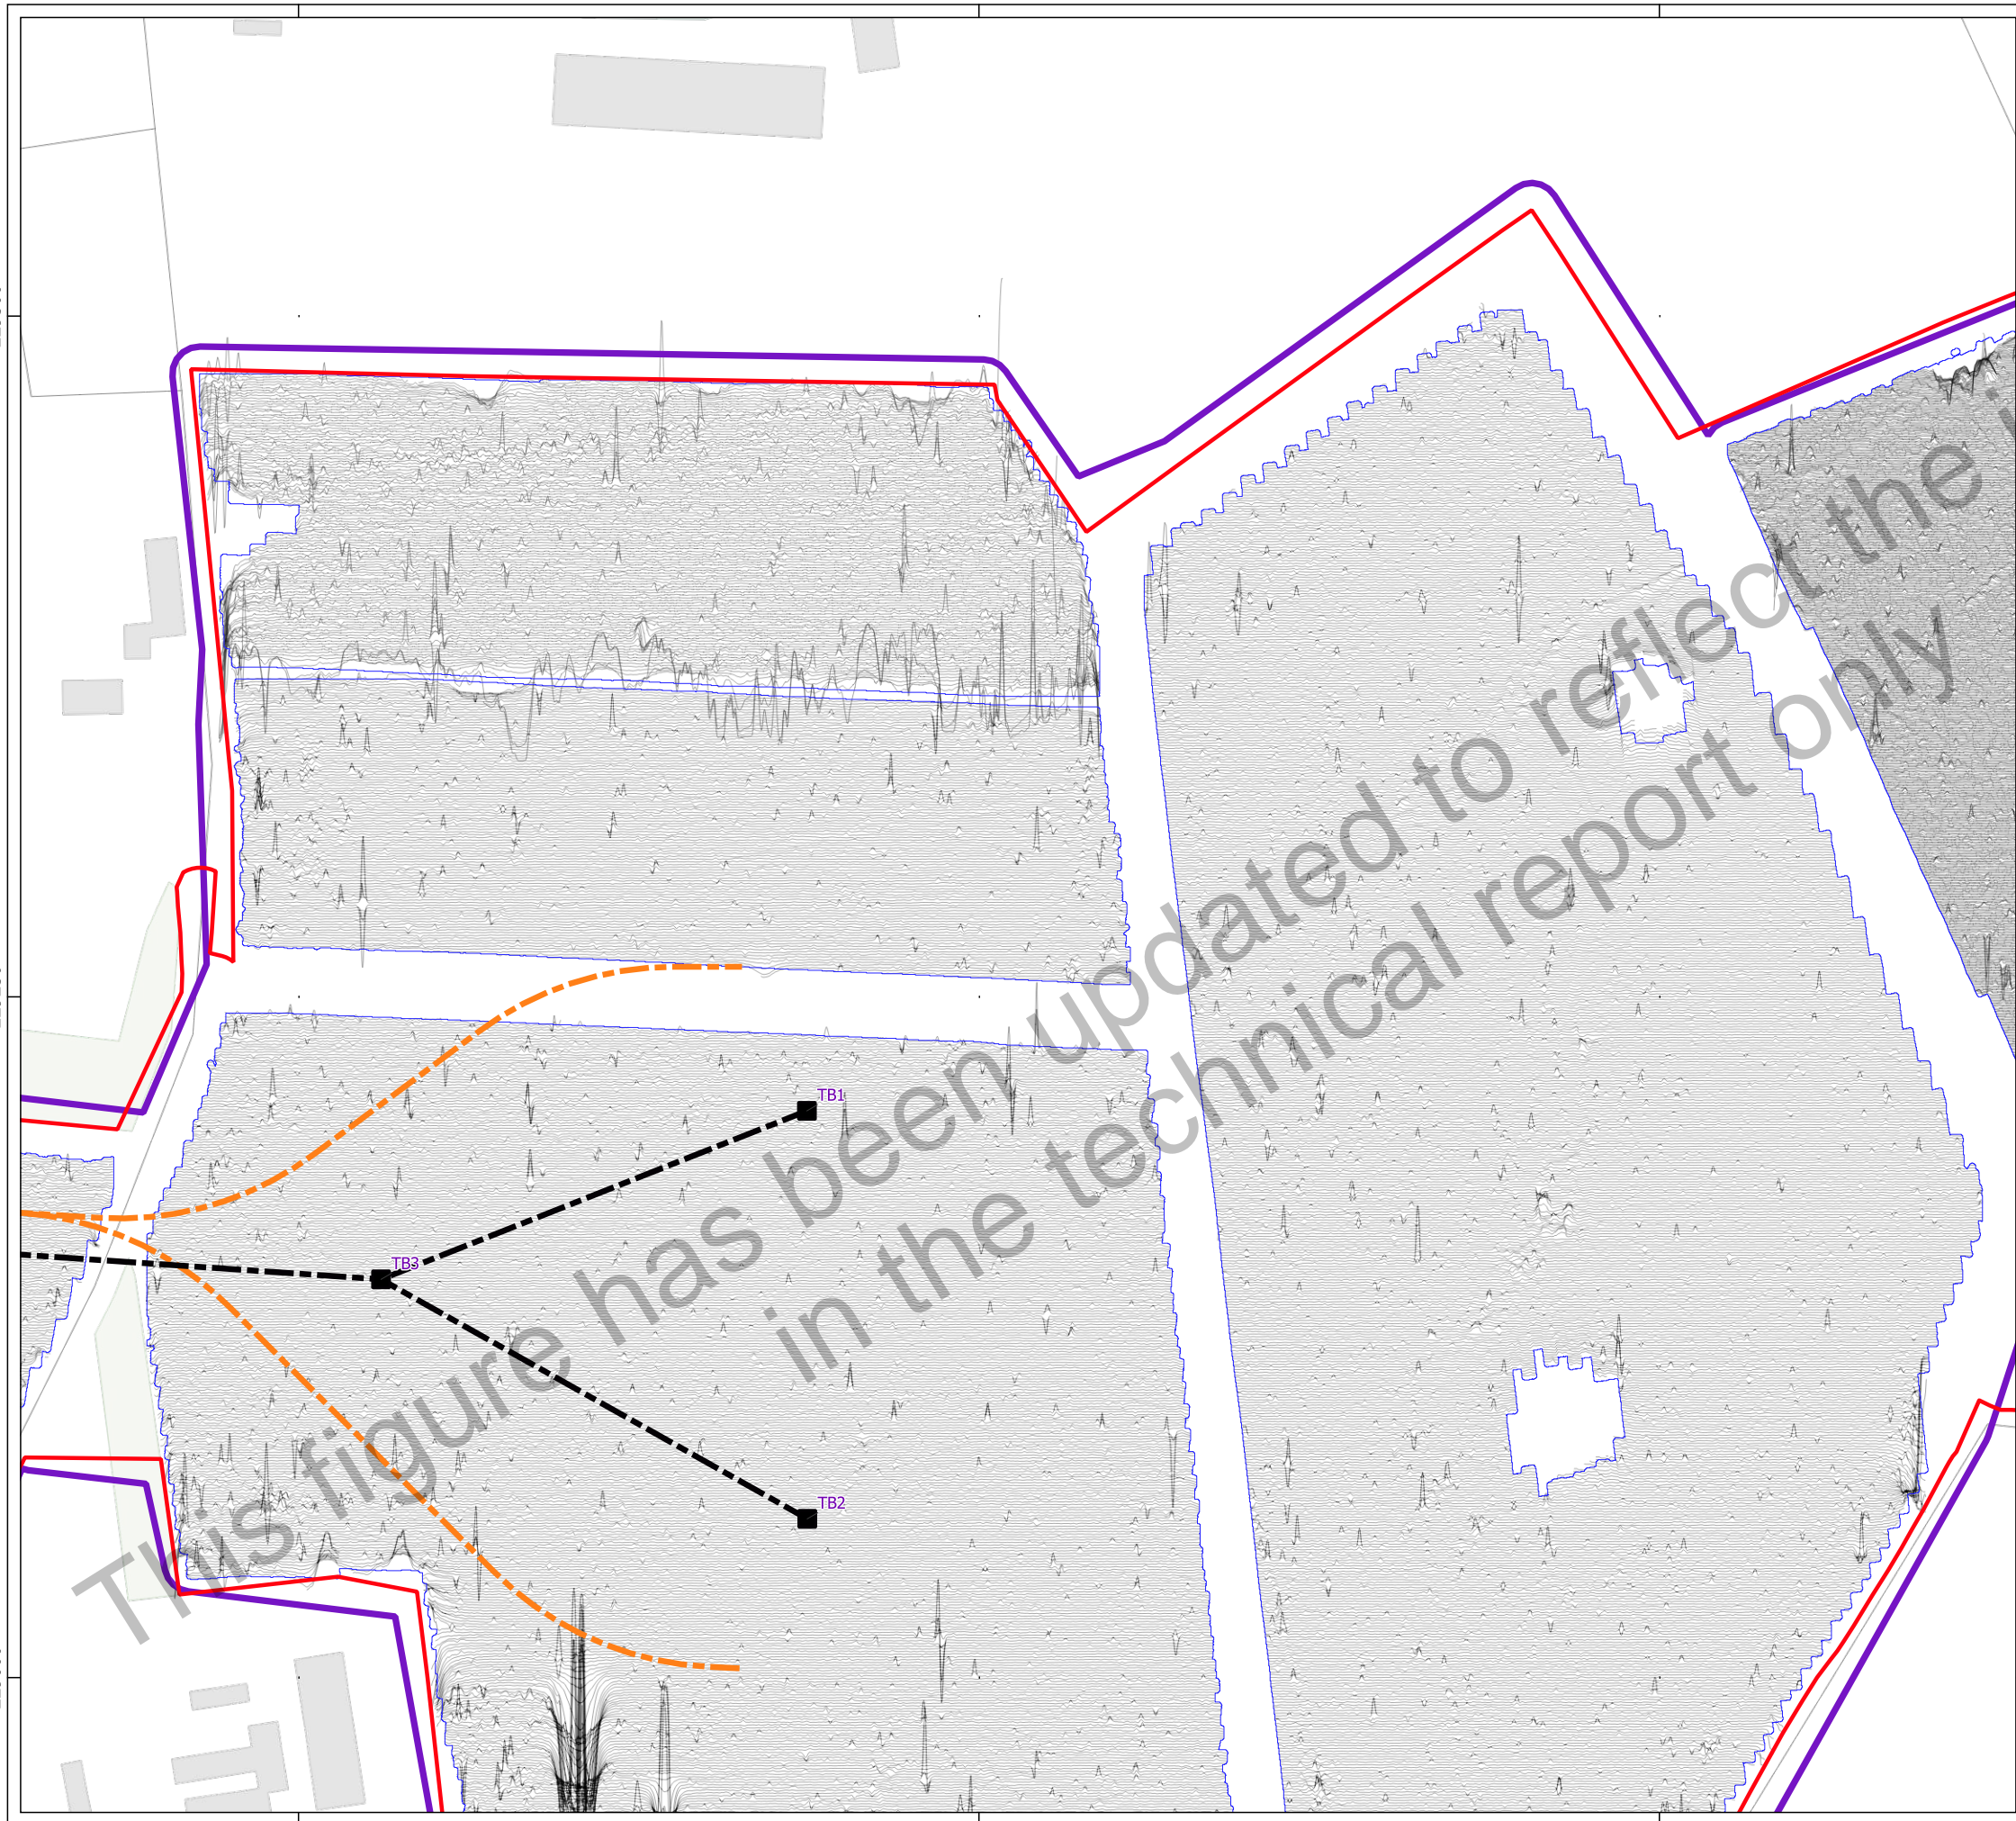 TB1
TB3
TB2
This figure has been updated to reflect the
in the technical report only